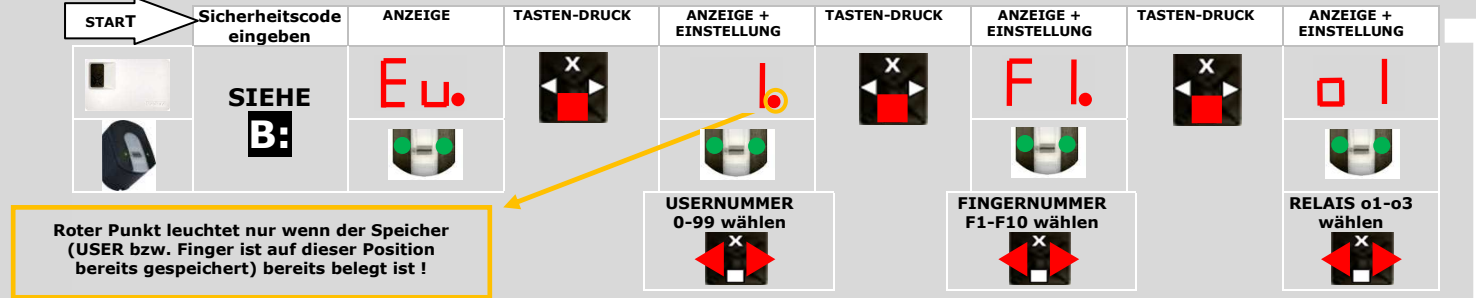 START
Sicherheitscode
eingeben
ANZEIGE
TASTEN-DRUCK
ANZEIGE +
EINSTELLUNG
TASTEN-DRUCK
ANZEIGE +
EINSTELLUNG
TASTEN-DRUCK
ANZEIGE +
EINSTELLUNG
SIEHE
B:
Eu.
X
1.
X
F1.
X
o1
USERNUMMER
0-99 wählen
X
FINGERNUMMER
F1-F10 wählen
X
RELAIS o1-o3
wählen
X
Roter Punkt leuchtet nur wenn der Speicher
(USER bzw. Finger ist auf dieser Position
bereits gespeichert) bereits belegt ist !